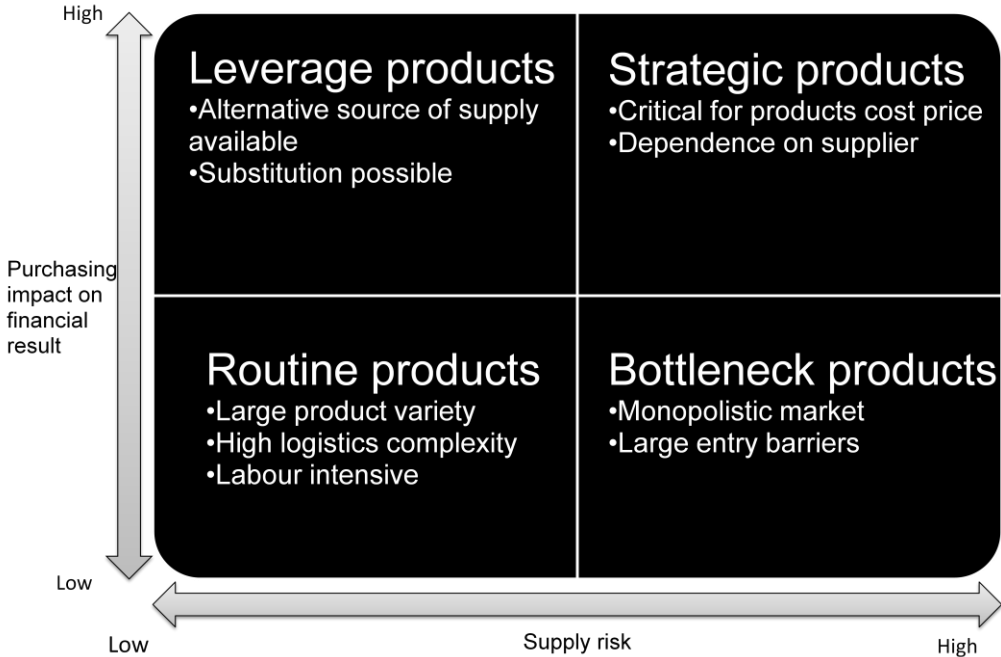 High
Leverage products
•Alternative source of supply
available
•Substitution possible
Strategic products
•Critical for products cost price
•Dependence on supplier
Purchasing
impact on
financial
result
Routine products
•Large product variety
•High logistics complexity
•Labour intensive
Bottleneck products
•Monopolistic market
•Large entry barriers
Low
Low
Supply risk
High